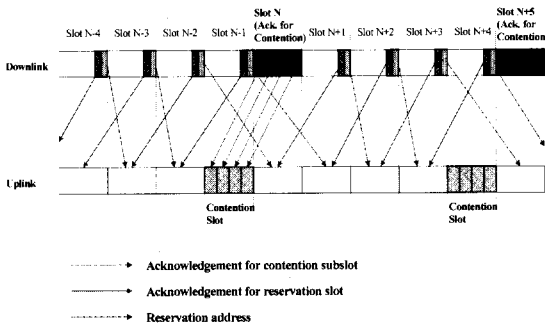 Slot N
(Ack. for
Contention)
Slot N+5
(Ack. for
Contention)
Slot N-4 Slot N-3 Slot N-2 Slot N-1 Slot N+1 Slot N+2 Slot N+3 Slot N+4
Downlink
Uplink
Contention
Slot
Contention
Slot
Acknowledgement for contention subslot
Acknowledgement for reservation slot
Reservation address